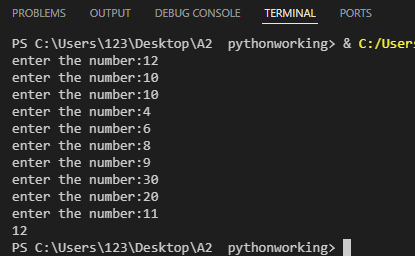 PROBLEMS OUTPUT DEBUG CONSOLE TERMINAL PORTS
PS C:\Users\123\Desktop\A2  pythonworking> & C:/Users
enter the number:12
enter the number:10
enter the number:10
enter the number:4
enter the number:6
enter the number:8
enter the number:9
enter the number:30
enter the number:20
enter the number:11
12
PS C:\Users\123\Desktop\A2  pythonworking>